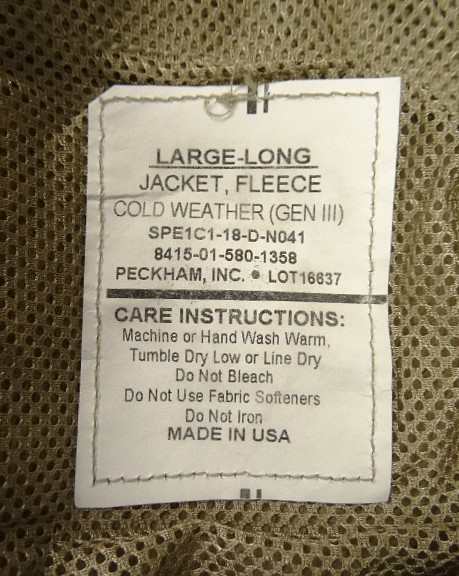 LARGE-LONG
JACKET, FLEECE
COLD WEATHER (GEN III)
SPE1C1-18-D-N041
8415-01-580-1358
PECKHAM, INC. • LOT16637
CARE INSTRUCTIONS:
Machine or Hand Wash Warm,
Tumble Dry Low or Line Dry
Do Not Bleach
Do Not Use Fabric Softeners
Do Not Iron
MADE IN USA